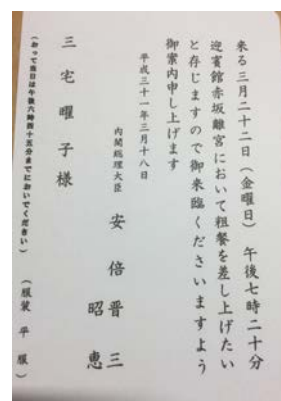 来る三月二十二日（金曜日）　午後七時二十分
迎賓館赤坂離宮において粗餐を差し上げたい
と存じますので御来臨くださいますよう
御案内申し上げます
平成三十一年三月十八日
内閣総理大臣　安倍晋三
昭恵
三宅曜子様
（おって当日は午後六時四十五分までにおいでください）　（服装　平服）